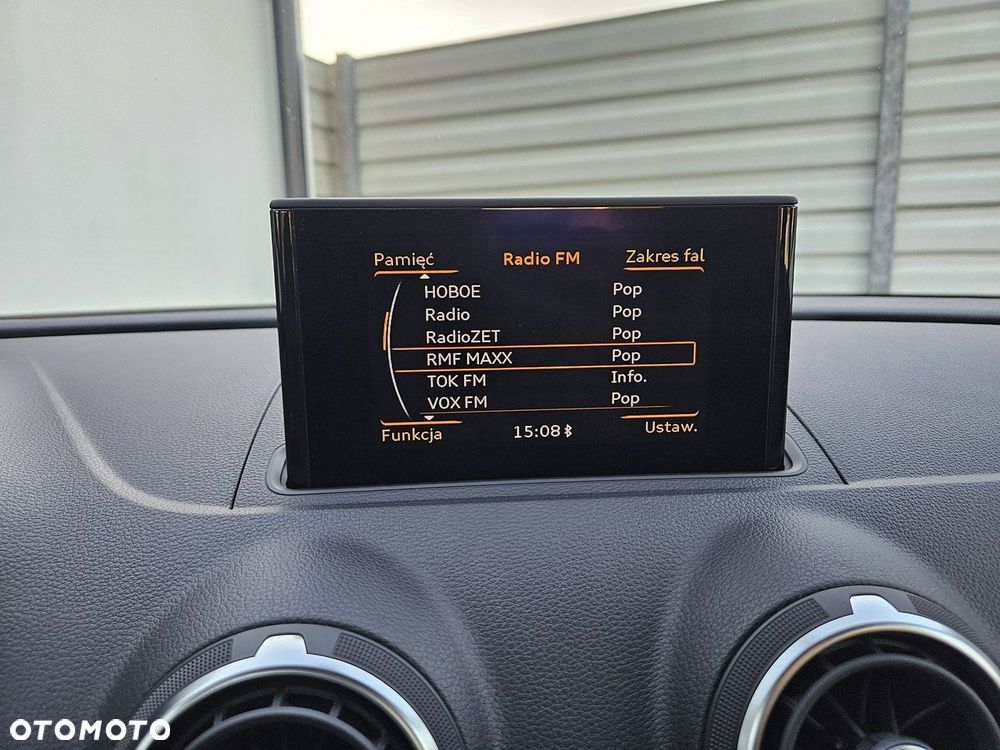 Pamięć Radio FM Zakres fal
HOBOE Pop
Radio Pop
RadioZET Pop
RMF MAXX Pop
TOK FM Info.
VOX FM Pop
Funkcja 15:08 Ustaw.
OTOMOTO